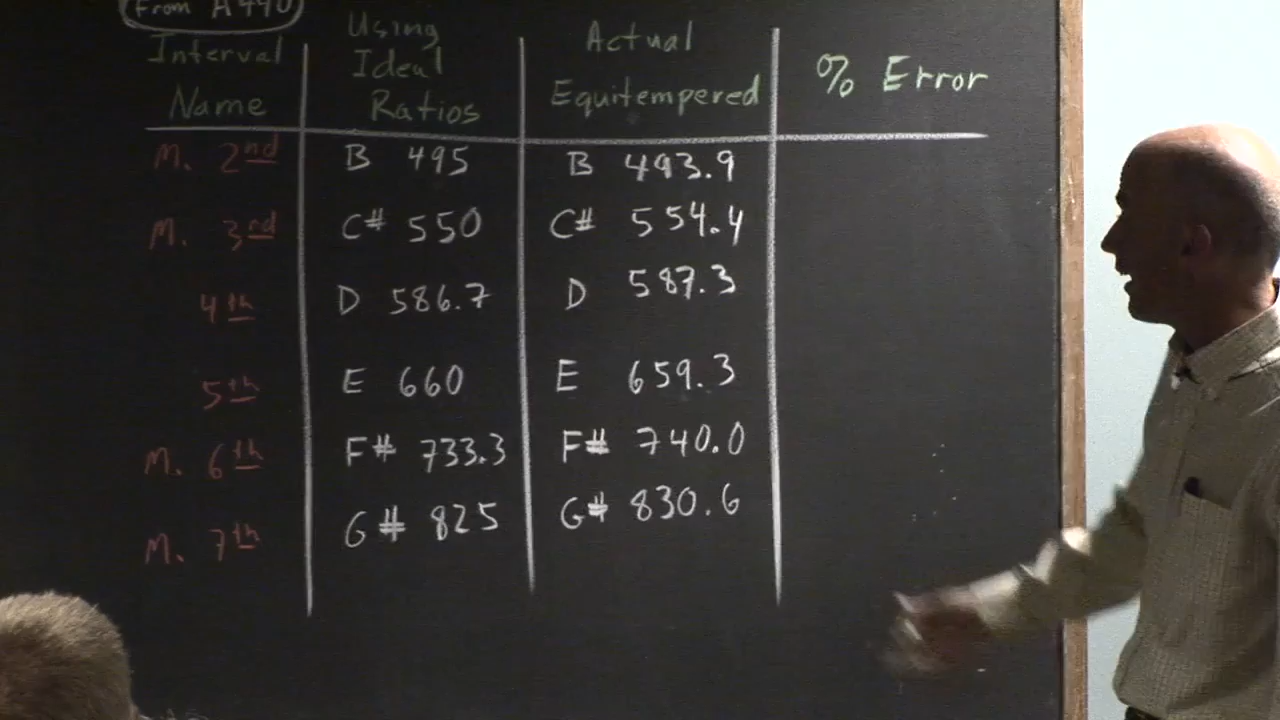 From A440
Interval Name | Using Ideal Ratios | Actual Equitempered | % Error
M. 2nd | B 495 | B 493.9
M. 3nd | C# 550 | C# 554.4
4th | D 586.7 | D 587.3
5th | E 660 | E 659.3
M. 6th | F# 733.3 | F# 740.0
M. 7th | G# 825 | G# 830.6